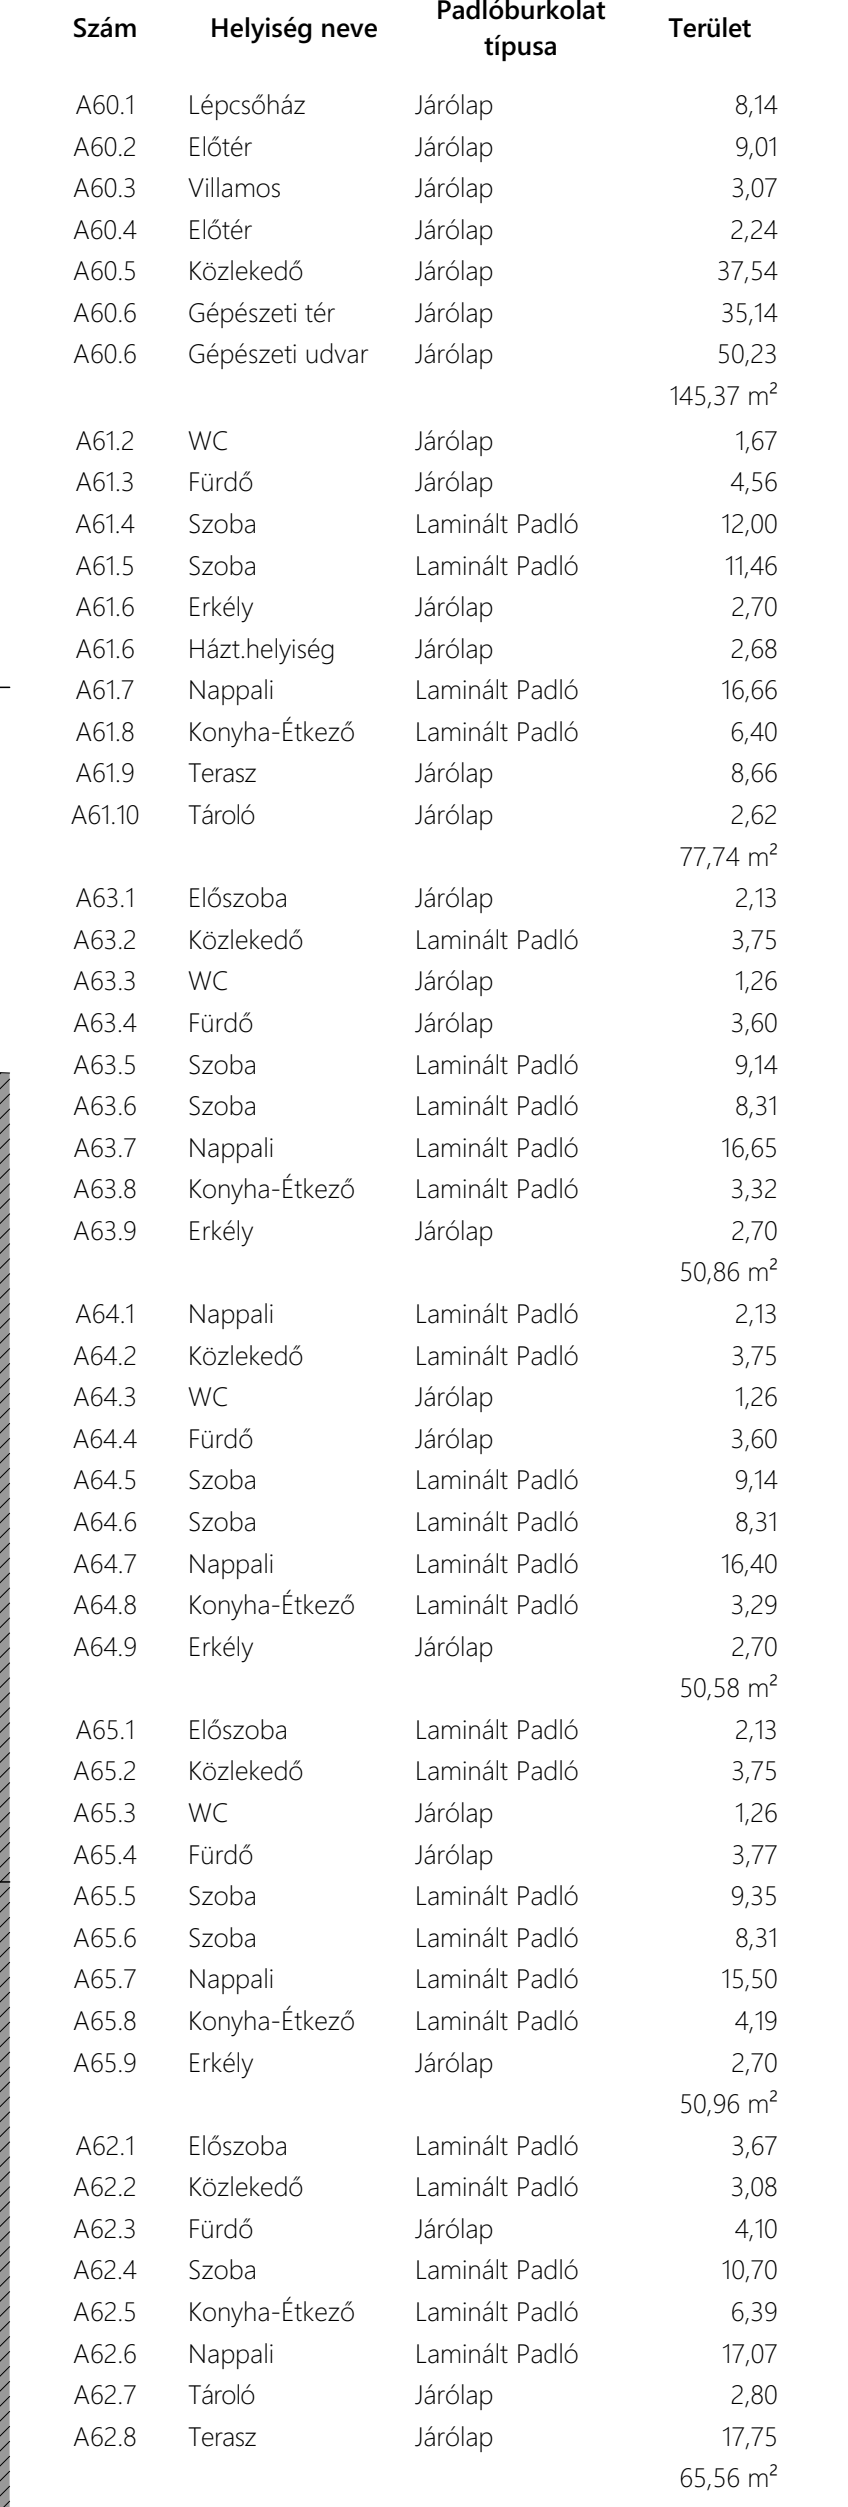 Szám Helyiség neve Padlóburkolat típusa Terület
A60.1 Lépcsőház Járólap 8,14
A60.2 Előtér Járólap 9,01
A60.3 Villamos Járólap 3,07
A60.4 Előtér Járólap 2,24
A60.5 Közlekedő Járólap 37,54
A60.6 Gépészeti tér Járólap 35,14
A60.6 Gépészeti udvar Járólap 50,23
145,37 m²
A61.2 WC Járólap 1,67
A61.3 Fürdő Járólap 4,56
A61.4 Szoba Laminált Padló 12,00
A61.5 Szoba Laminált Padló 11,46
A61.6 Erkély Járólap 2,70
A61.6 Házt.helyiség Járólap 2,68
A61.7 Nappali Laminált Padló 16,66
A61.8 Konyha-Étkező Laminált Padló 6,40
A61.9 Terasz Járólap 8,66
A61.10 Tároló Járólap 2,62
77,74 m²
A63.1 Előszoba Járólap 2,13
A63.2 Közlekedő Laminált Padló 3,75
A63.3 WC Járólap 1,26
A63.4 Fürdő Járólap 3,60
A63.5 Szoba Laminált Padló 9,14
A63.6 Szoba Laminált Padló 8,31
A63.7 Nappali Laminált Padló 16,65
A63.8 Konyha-Étkező Laminált Padló 3,32
A63.9 Erkély Járólap 2,70
50,86 m²
A64.1 Nappali Laminált Padló 2,13
A64.2 Közlekedő Laminált Padló 3,75
A64.3 WC Járólap 1,26
A64.4 Fürdő Járólap 3,60
A64.5 Szoba Laminált Padló 9,14
A64.6 Szoba Laminált Padló 8,31
A64.7 Nappali Laminált Padló 16,40
A64.8 Konyha-Étkező Laminált Padló 3,29
A64.9 Erkély Járólap 2,70
50,58 m²
A65.1 Előszoba Laminált Padló 2,13
A65.2 Közlekedő Laminált Padló 3,75
A65.3 WC Járólap 1,26
A65.4 Fürdő Járólap 3,77
A65.5 Szoba Laminált Padló 9,35
A65.6 Szoba Laminált Padló 8,31
A65.7 Nappali Laminált Padló 15,50
A65.8 Konyha-Étkező Laminált Padló 4,19
A65.9 Erkély Járólap 2,70
50,96 m²
A62.1 Előszoba Laminált Padló 3,67
A62.2 Közlekedő Laminált Padló 3,08
A62.3 Fürdő Járólap 4,10
A62.4 Szoba Laminált Padló 10,70
A62.5 Konyha-Étkező Laminált Padló 6,39
A62.6 Nappali Laminált Padló 17,07
A62.7 Tároló Járólap 2,80
A62.8 Terasz Járólap 17,75
65,56 m²